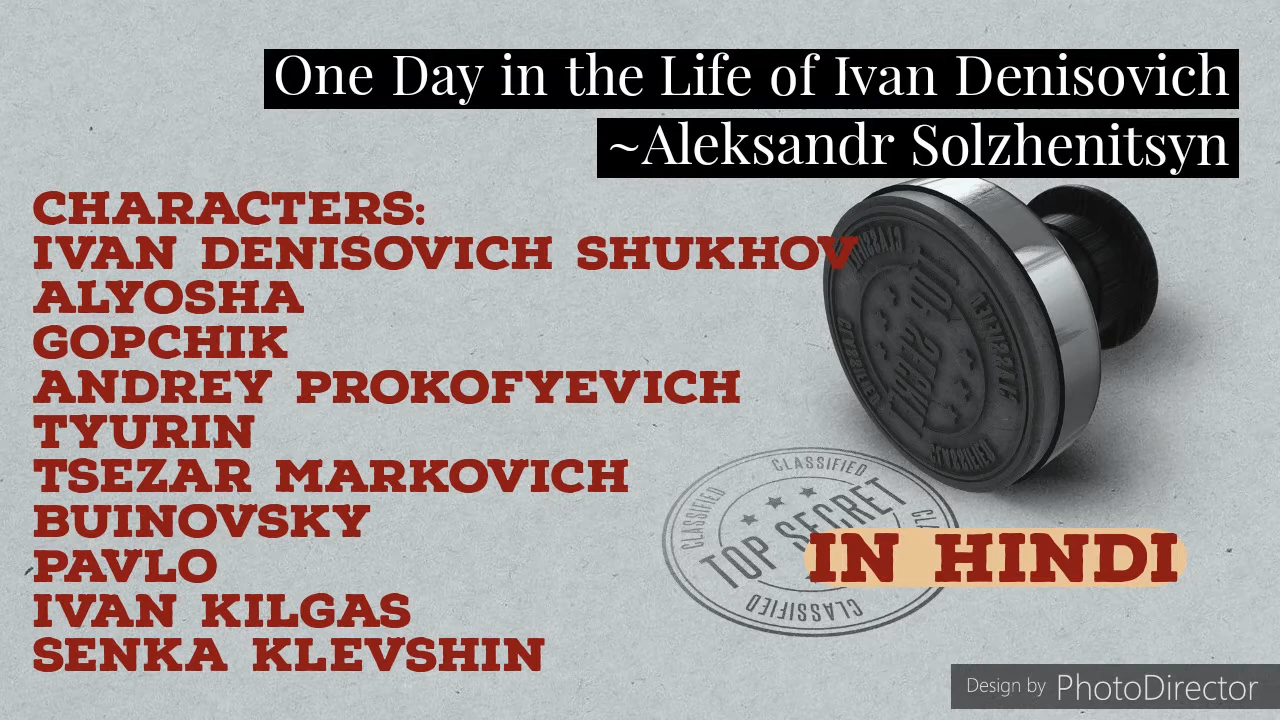 One Day in the Life of Ivan Denisovich
~Aleksandr Solzhenitsyn
CHARACTERS:
IVAN DENISOVICH SHUKHOV
ALYOSHA
GOPCHIK
ANDREY PROKOFYEVICH
TYURIN
TSEZAR MARKOVICH
BUINOVSKY
PAVLO
IVAN KILGAS
SENKA KLEVSHIN
CLASSIFIED
CLASSIFIED
TOP SECRET
CLASSIFIED
IN HINDI
Design by PhotoDirector